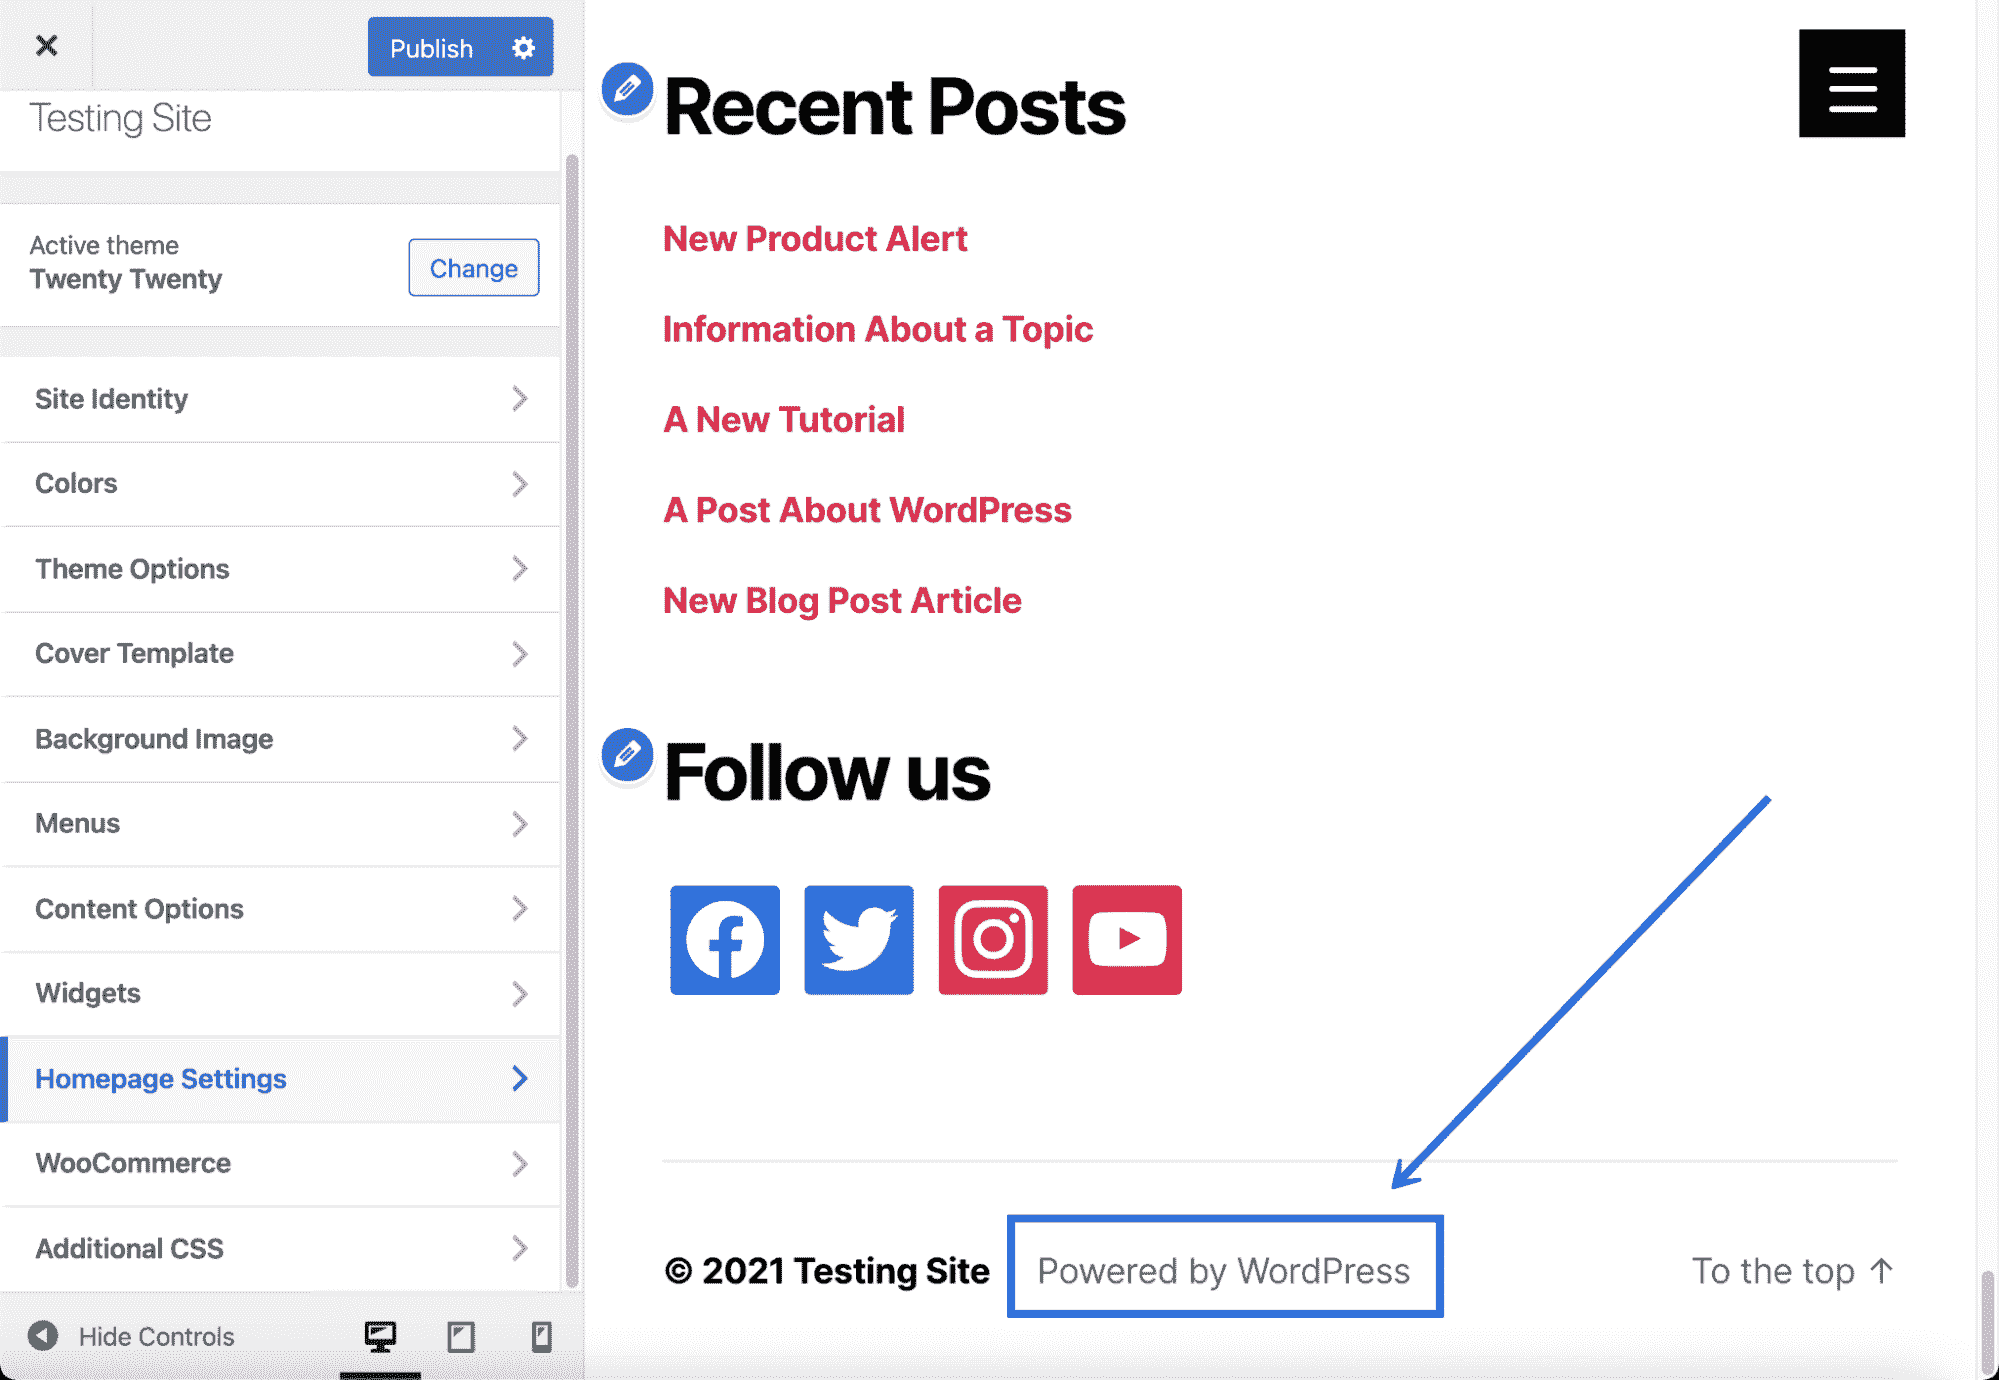 Publish
Testing Site
Active theme
Twenty Twenty
Change
Site Identity
Colors
Theme Options
Cover Template
Background Image
Menus
Content Options
Widgets
Homepage Settings
WooCommerce
Additional CSS
Hide Controls
Recent Posts
New Product Alert
Information About a Topic
A New Tutorial
A Post About WordPress
New Blog Post Article
Follow us
© 2021 Testing Site Powered by WordPress To the top ↑